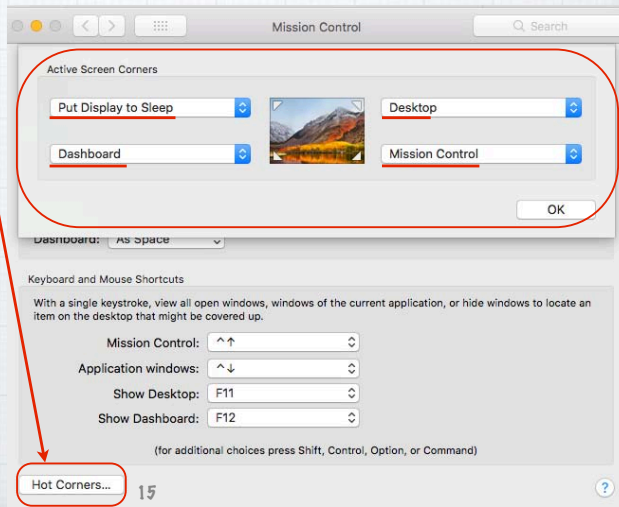 Mission Control
Search
Active Screen Corners
Put Display to Sleep
Desktop
Dashboard
Mission Control
OK
Dashboard: As Space
Keyboard and Mouse Shortcuts
With a single keystroke, view all open windows, windows of the current application, or hide windows to locate an
item on the desktop that might be covered up.
Mission Control: ^↑
Application windows: ^↓
Show Desktop: F11
Show Dashboard: F12
(for additional choices press Shift, Control, Option, or Command)
Hot Corners...
15
?